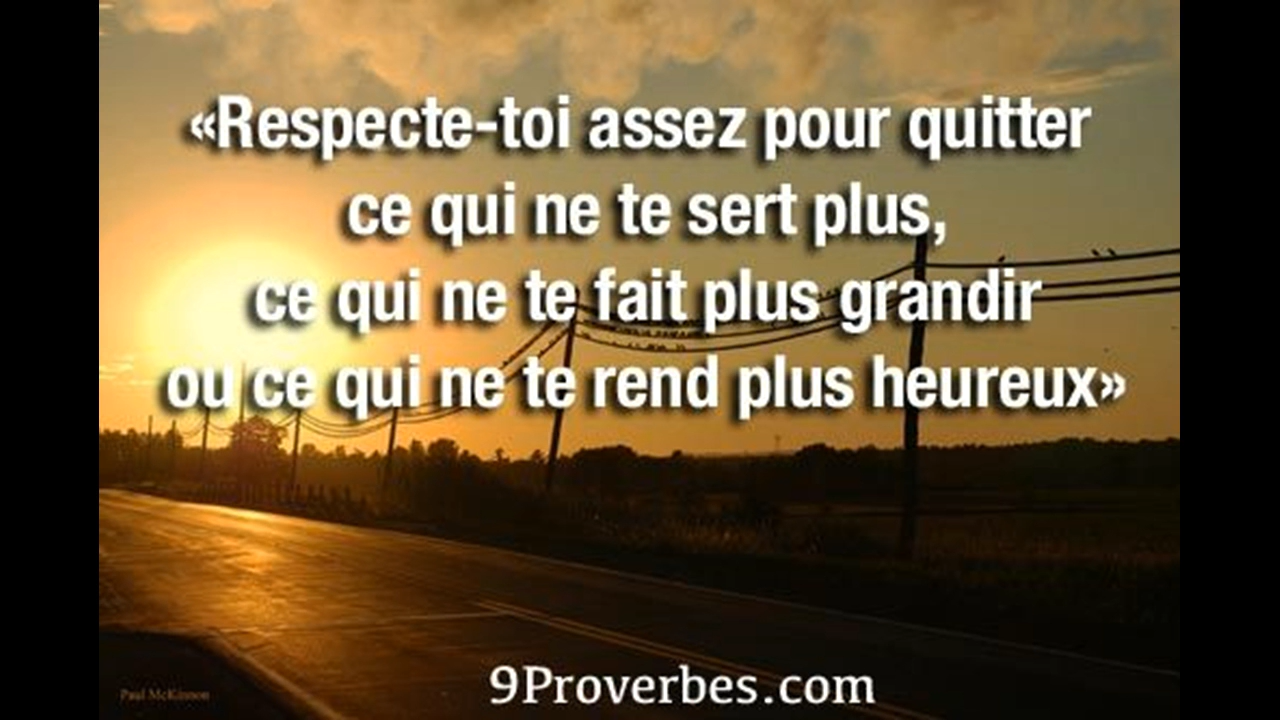 «Respecte-toi assez pour quitter
ce qui ne te sert plus,
ce qui ne te fait plus grandir
ou ce qui ne te rend plus heureux»
Paul McKinnon
9Proverbes.com